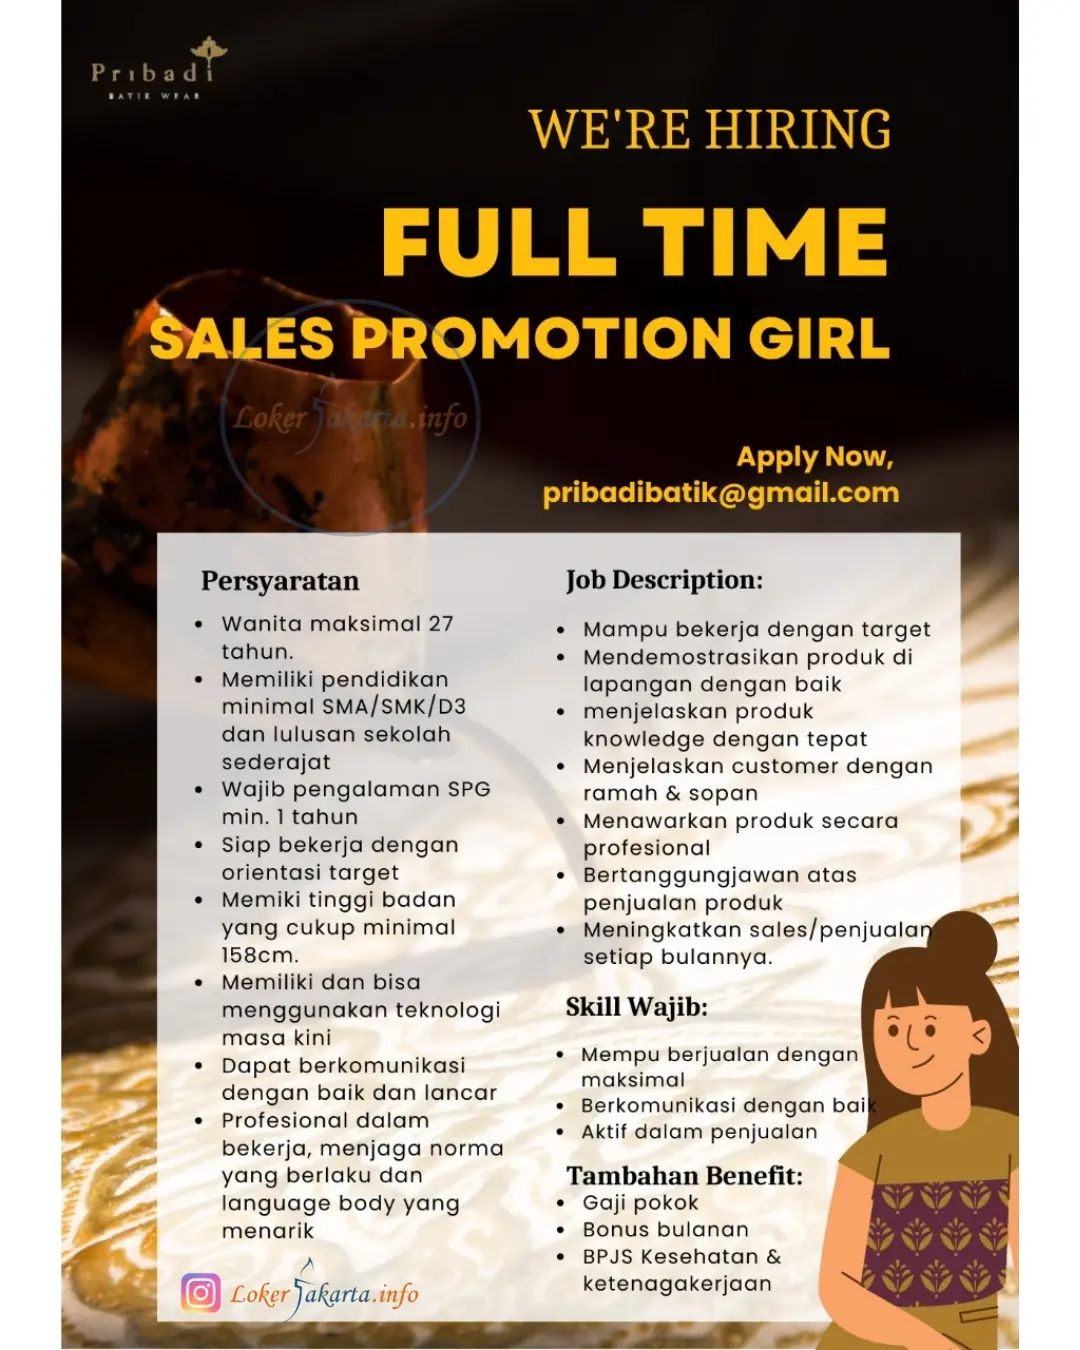 Pribadi
BATIK WEAR
WE'RE HIRING
FULL TIME
SALES PROMOTION GIRL
Loker Jakarta.info
Apply Now,
pribadibatik@gmail.com
Persyaratan
• Wanita maksimal 27
tahun.
• Memiliki pendidikan
minimal SMA/SMK/D3
dan lulusan sekolah
sederajat
• Wajib pengalaman SPG
min. 1 tahun
• Siap bekerja dengan
orientasi target
• Memiki tinggi badan
yang cukup minimal
158cm.
• Memiliki dan bisa
menggunakan teknologi
masa kini
• Dapat berkomunikasi
dengan baik dan lancar
• Profesional dalam
bekerja, menjaga norma
yang berlaku dan
language body yang
menarik
Loker Jakarta.info
Job Description:
• Mampu bekerja dengan target
• Mendemostrasikan produk di
lapangan dengan baik
• menjelaskan produk
knowledge dengan tepat
• Menjelaskan customer dengan
ramah & sopan
• Menawarkan produk secara
profesional
• Bertanggungjawan atas
penjualan produk
• Meningkatkan sales/penjualan
setiap bulannya.
Skill Wajib:
• Mempu berjualan dengan
maksimal
• Berkomunikasi dengan baik
• Aktif dalam penjualan
Tambahan Benefit:
• Gaji pokok
• Bonus bulanan
• BPJS Kesehatan &
ketenagakerjaan